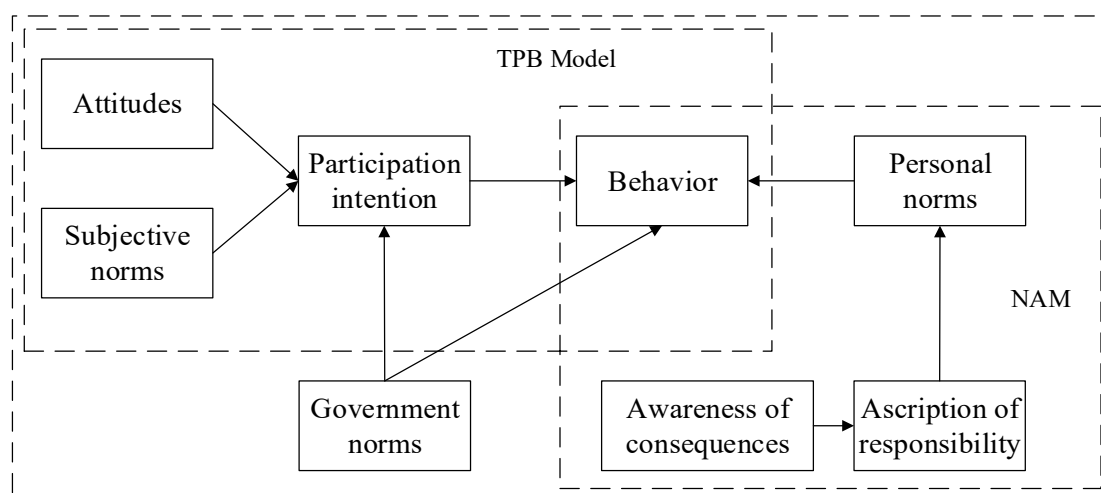 TPB Model
Attitudes
Participation
intention
Behavior
Personal
norms
Subjective
norms
NAM
Government
norms
Awareness of
consequences
Ascription of
responsibility